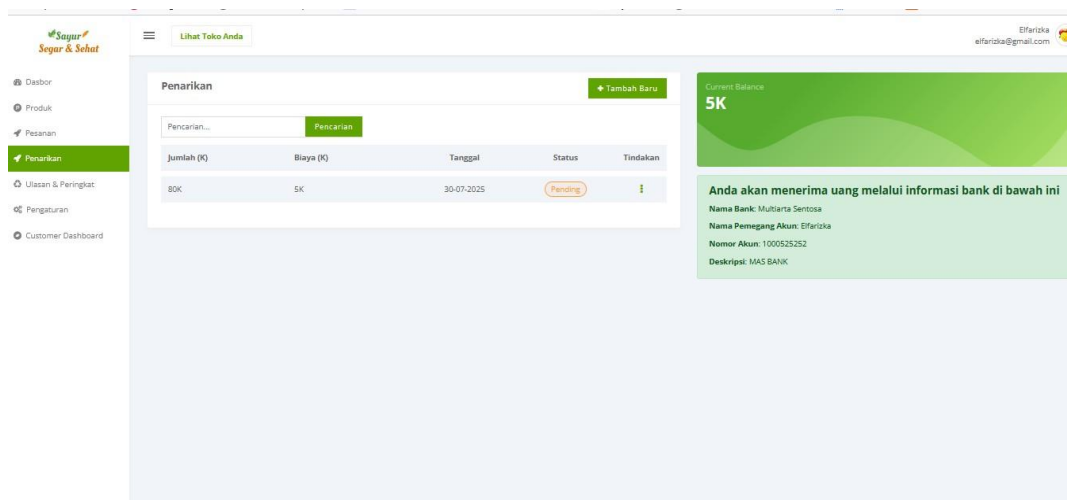 Sayur
Segar & Sehat
Lihat Toko Anda
Elfarizka
elfarizka@gmail.com
Dasbor
Produk
Pesanan
Penarikan
Ulasan & Peringkat
Pengaturan
Customer Dashboard
Penarikan
+ Tambah Baru
Pencarian...
Pencarian
Jumlah (K) Biaya (K) Tanggal Status Tindakan
80K 5K 30-07-2025 Pending
Current Balance
5K
Anda akan menerima uang melalui informasi bank di bawah ini
Nama Bank: Multiarta Sentosa
Nama Pemegang Akun: Elfarizka
Nomor Akun: 1000525252
Deskripsi: MAS BANK